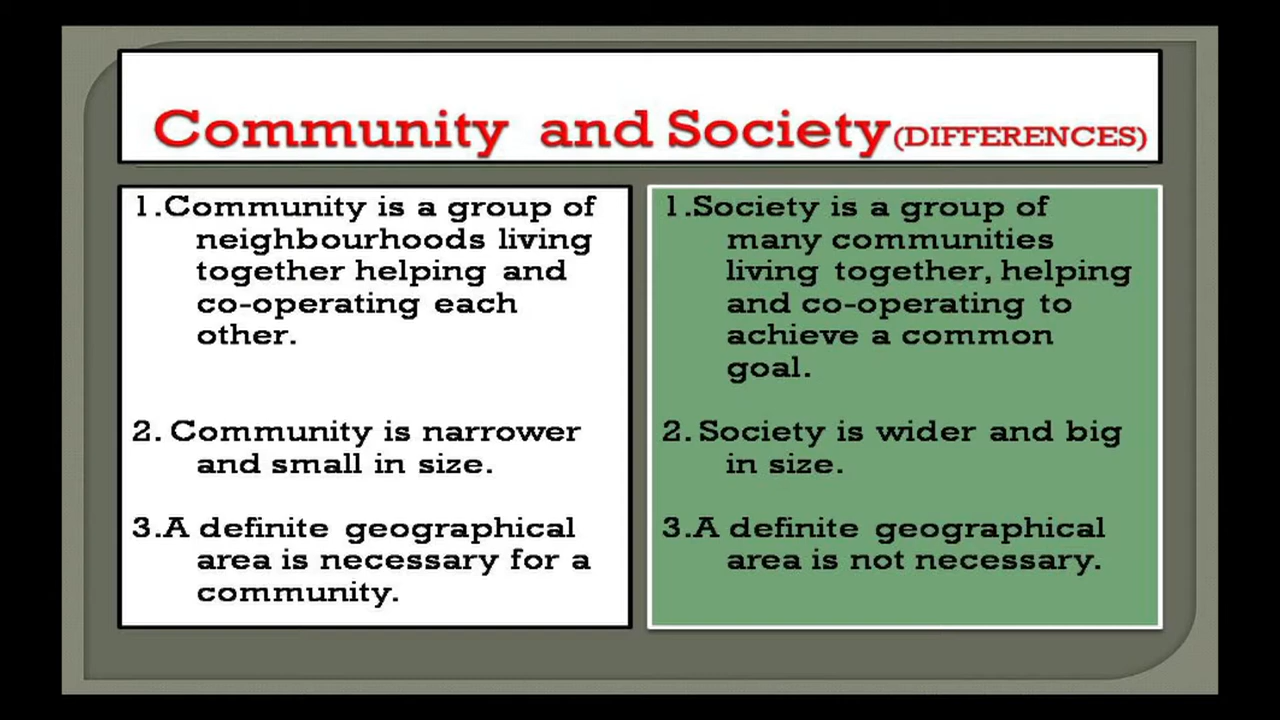 Community and Society(DIFFERENCES)
1.Community is a group of
neighbourhoods living
together helping and
co-operating each
other.
2. Community is narrower
and small in size.
3.A definite geographical
area is necessary for a
community.
1.Society is a group of
many communities
living together, helping
and co-operating to
achieve a common
goal.
2. Society is wider and big
in size.
3.A definite geographical
area is not necessary.